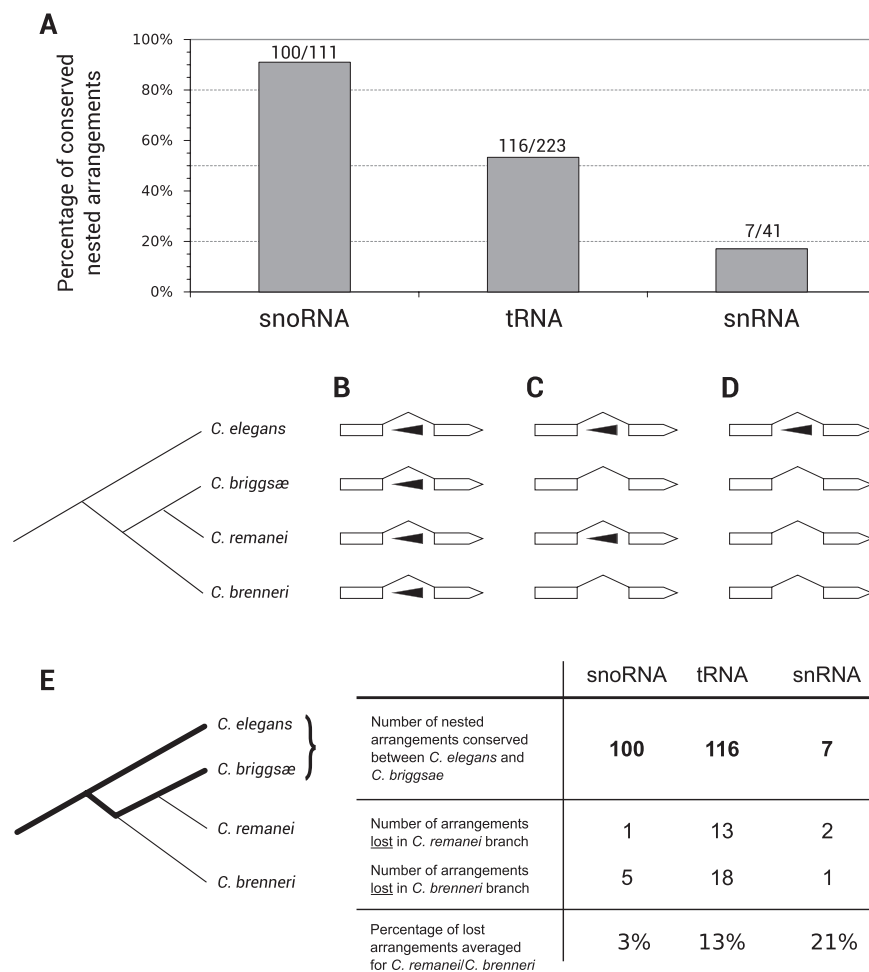 A
Percentage of conserved
nested arrangements
100%
80%
60%
40%
20%
0%
100/111
116/223
7/41
snoRNA tRNA snRNA
B C D
C. elegans
C. briggsæ
C. remanei
C. brenneri
E
C. elegans
C. briggsæ
C. remanei
C. brenneri
snoRNA tRNA snRNA
Number of nested
arrangements conserved
between C. elegans and
C. briggsae
100 116 7
Number of arrangements
lost in C. remanei branch
1 13 2
Number of arrangements
lost in C. brenneri branch
5 18 1
Percentage of lost
arrangements averaged
for C. remanei/C. brenneri
3% 13% 21%